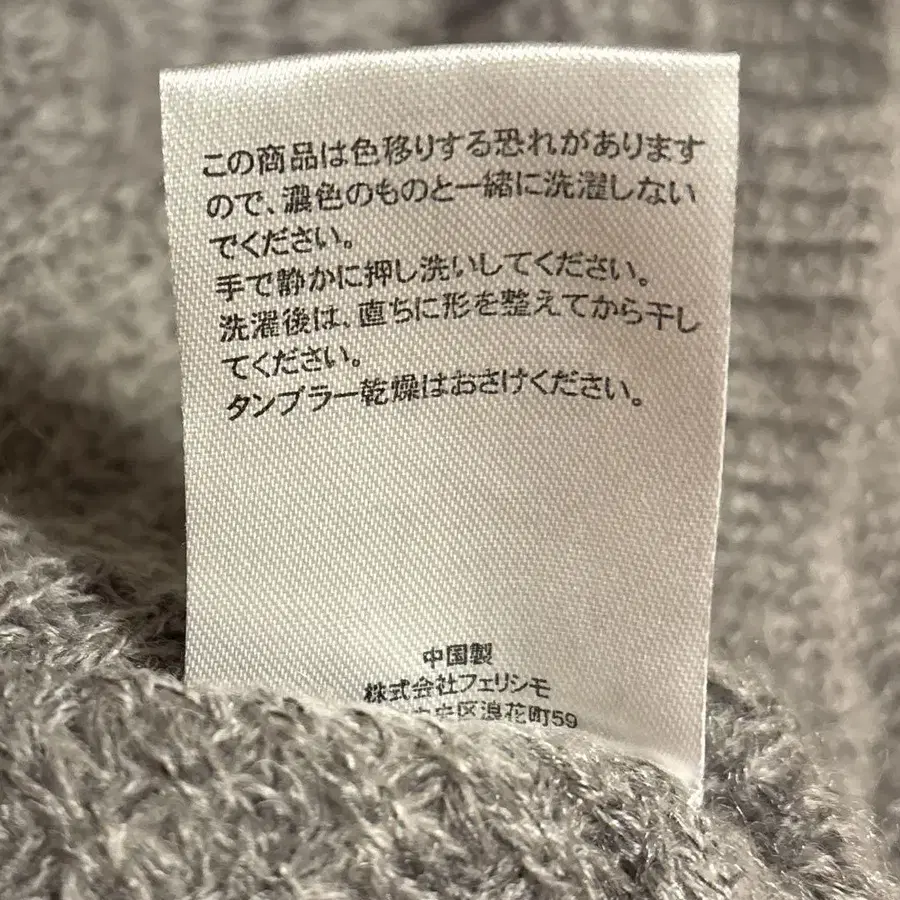 この商品は色移りする恐れがあります
ので、濃色のものと一緒に洗濯しない
でください。
手で静かに押し洗いしてください。
洗濯後は、直ちに形を整えてから干し
てください。
タンブラー乾燥はおさけください。
中国製
株式会社フェリシモ
中央区浪花町59